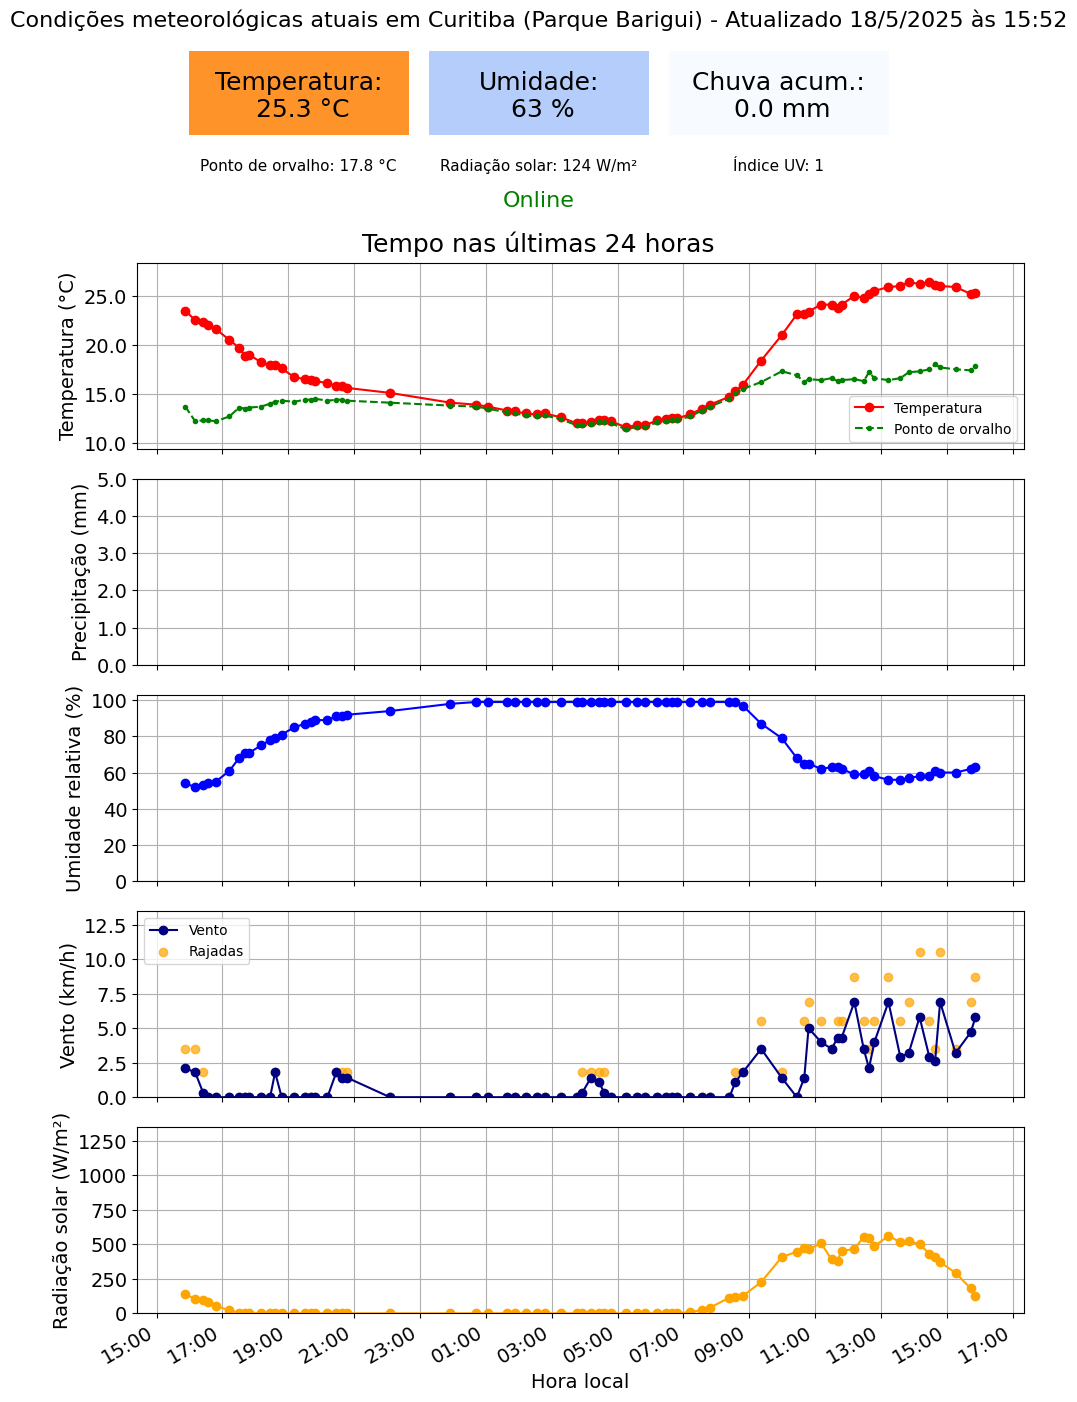 Condições meteorológicas atuais em Curitiba (Parque Barigui) - Atualizado 18/5/2025 às 15:52
Temperatura:
25.3 °C
Umidade:
63 %
Chuva acum.:
0.0 mm
Ponto de orvalho: 17.8 °C
Radiação solar: 124 W/m²
Índice UV: 1
Online
Tempo nas últimas 24 horas
Temperatura (°C)
25.0
20.0
15.0
10.0
Temperatura
Ponto de orvalho
Precipitação (mm)
5.0
4.0
3.0
2.0
1.0
0.0
Umidade relativa (%)
100
80
60
40
20
0
Vento (km/h)
12.5
10.0
7.5
5.0
2.5
0.0
Vento
Rajadas
Radiação solar (W/m²)
1250
1000
750
500
250
0
15:00
17:00
19:00
21:00
23:00
01:00
03:00
05:00
07:00
09:00
11:00
13:00
15:00
17:00
Hora local